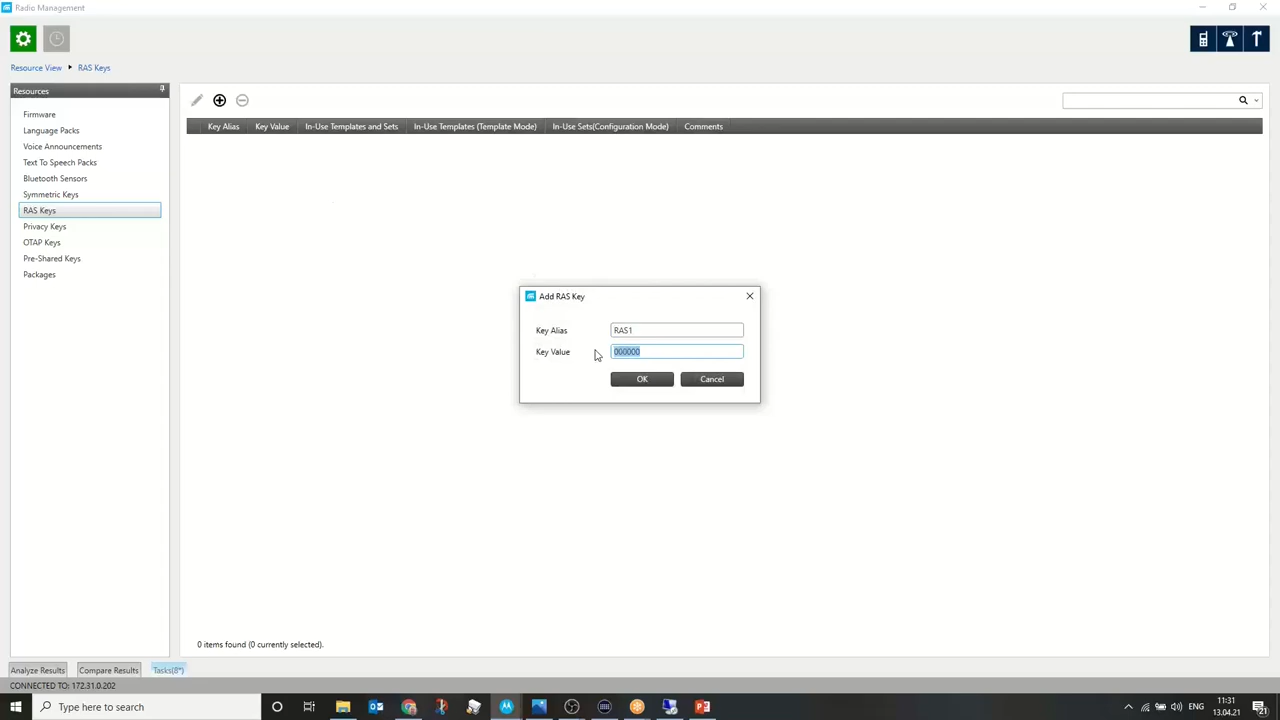 Radio Management
Resource View ▸ RAS Keys
Resources
Firmware
Language Packs
Voice Announcements
Text To Speech Packs
Bluetooth Sensors
Symmetric Keys
RAS Keys
Privacy Keys
OTAP Keys
Pre-Shared Keys
Packages
Key Alias Key Value In-Use Templates and Sets In-Use Templates (Template Mode) In-Use Sets(Configuration Mode) Comments
Add RAS Key
Key Alias RAS1
Key Value 000000
OK Cancel
0 items found (0 currently selected).
Analyze Results Compare Results Tasks(8*)
CONNECTED TO: 172.31.0.202
Type here to search
ENG
11:31
13.04.21